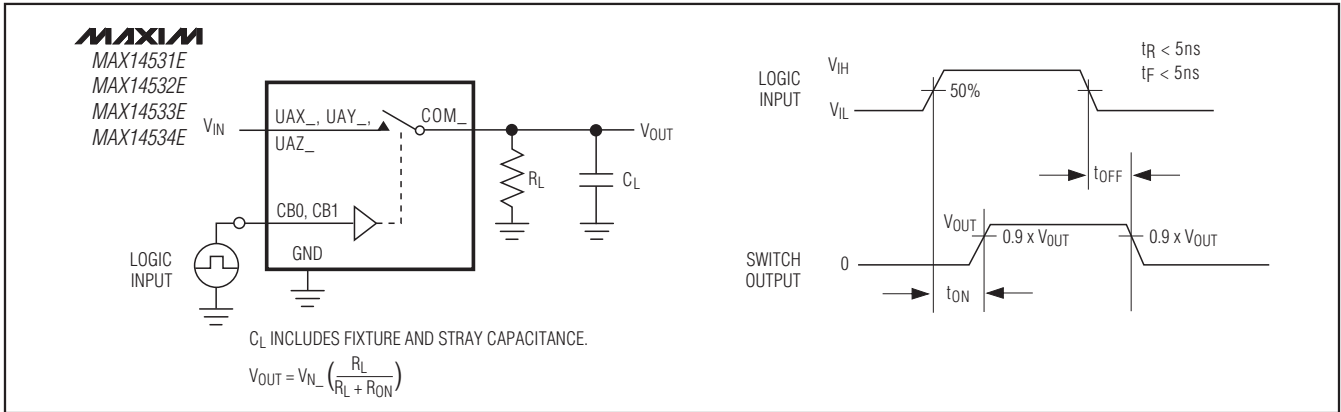 MAXIM
MAX14531E
MAX14532E
MAX14533E
MAX14534E
VIN
UAX_, UAY_,
UAZ_
COM_
VOUT
RL
CL
CB0, CB1
GND
LOGIC
INPUT
CL INCLUDES FIXTURE AND STRAY CAPACITANCE.
VOUT = VN_ (RL / RL + RON)
LOGIC
INPUT
VIH
VIL
50%
tR < 5ns
tF < 5ns
tOFF
SWITCH
OUTPUT
VOUT
0
0.9 x VOUT
0.9 x VOUT
tON